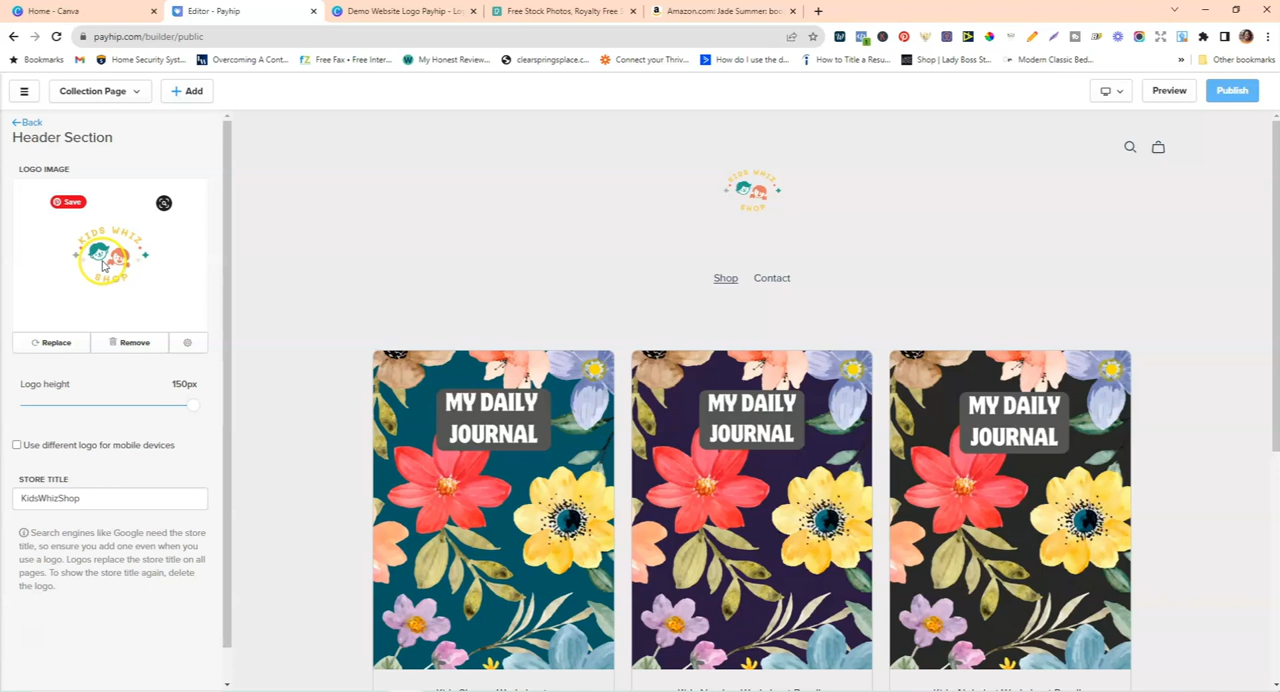 Home - Canva
Editor - Payhip
Demo Website Logo Payhip - Lo
Free Stock Photos, Royalty Free S
Amazon.com: Jade Summer: boo
payhip.com/builder/public
Bookmarks
Home Security Syst...
Overcoming A Cont...
Free Fax • Free Inter...
My Honest Review...
clearspringsplace.c...
Connect your Thriv...
How do I use the d...
How to Title a Resu...
Shop | Lady Boss St...
Modern Classic Bed...
Other bookmarks
Collection Page
Add
Preview
Publish
Back
Header Section
LOGO IMAGE
Save
KIDS WHIZ
SHOP
Replace
Remove
Logo height
150px
Use different logo for mobile devices
STORE TITLE
KidsWhizShop
Search engines like Google need the store
title, so ensure you add one even when you
use a logo. Logos replace the store title on all
pages. To show the store title again, delete
the logo.
KIDS WHIZ
SHOP
Shop
Contact
MY DAILY
JOURNAL
MY DAILY
JOURNAL
MY DAILY
JOURNAL